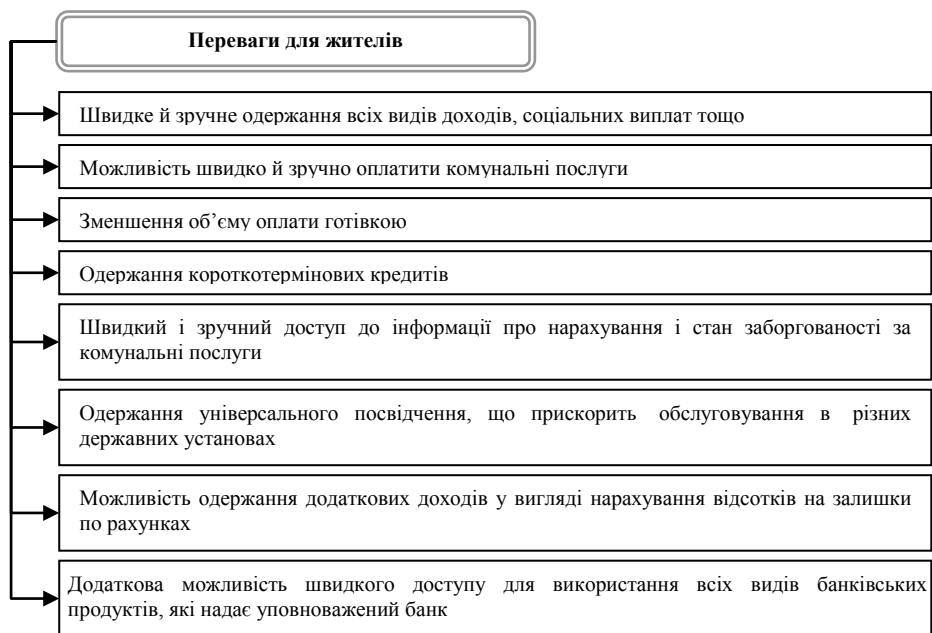 Переваги для жителів
Швидке й зручне одержання всіх видів доходів, соціальних виплат тощо
Можливість швидко й зручно оплатити комунальні послуги
Зменшення об’єму оплати готівкою
Одержання короткотермінових кредитів
Швидкий і зручний доступ до інформації про нарахування і стан заборгованості за
комунальні послуги
Одержання універсального посвідчення, що прискорить обслуговування в різних
державних установах
Можливість одержання додаткових доходів у вигляді нарахування відсотків на залишки
по рахунках
Додаткова можливість швидкого доступу для використання всіх видів банківських
продуктів, які надає уповноважений банк